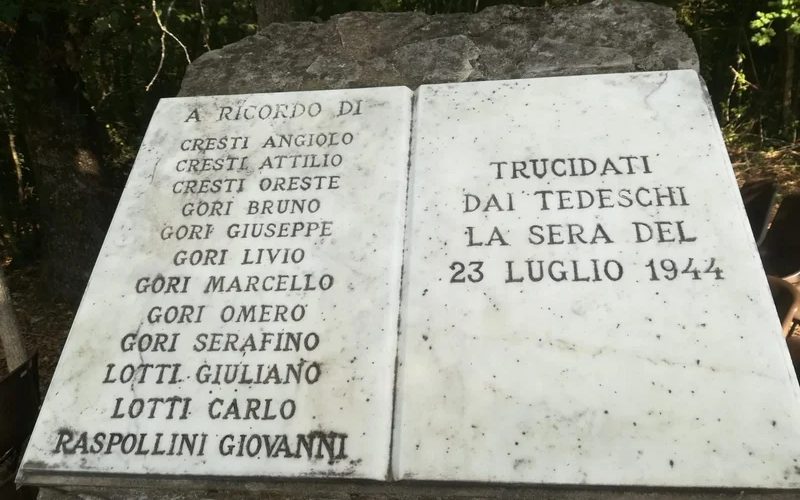 A RICORDO DI
CRESTI ANGIOLO
CRESTI ATTILIO
CRESTI ORESTE
GORI BRUNO
GORI GIUSEPPE
GORI LIVIO
GORI MARCELLO
GORI OMERO
GORI SERAFINO
LOTTI GIULIANO
LOTTI CARLO
RASPOLLINI GIOVANNI
TRUCIDATI
DAI TEDESCHI
LA SERA DEL
23 LUGLIO 1944